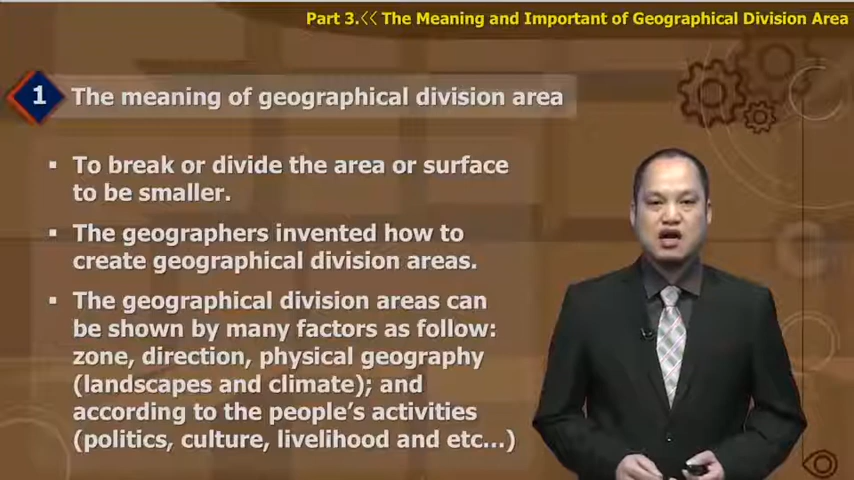 Part 3.<< The Meaning and Important of Geographical Division Area
1 The meaning of geographical division area
▪ To break or divide the area or surface
to be smaller.
▪ The geographers invented how to
create geographical division areas.
▪ The geographical division areas can
be shown by many factors as follow:
zone, direction, physical geography
(landscapes and climate); and
according to the people's activities
(politics, culture, livelihood and etc...)